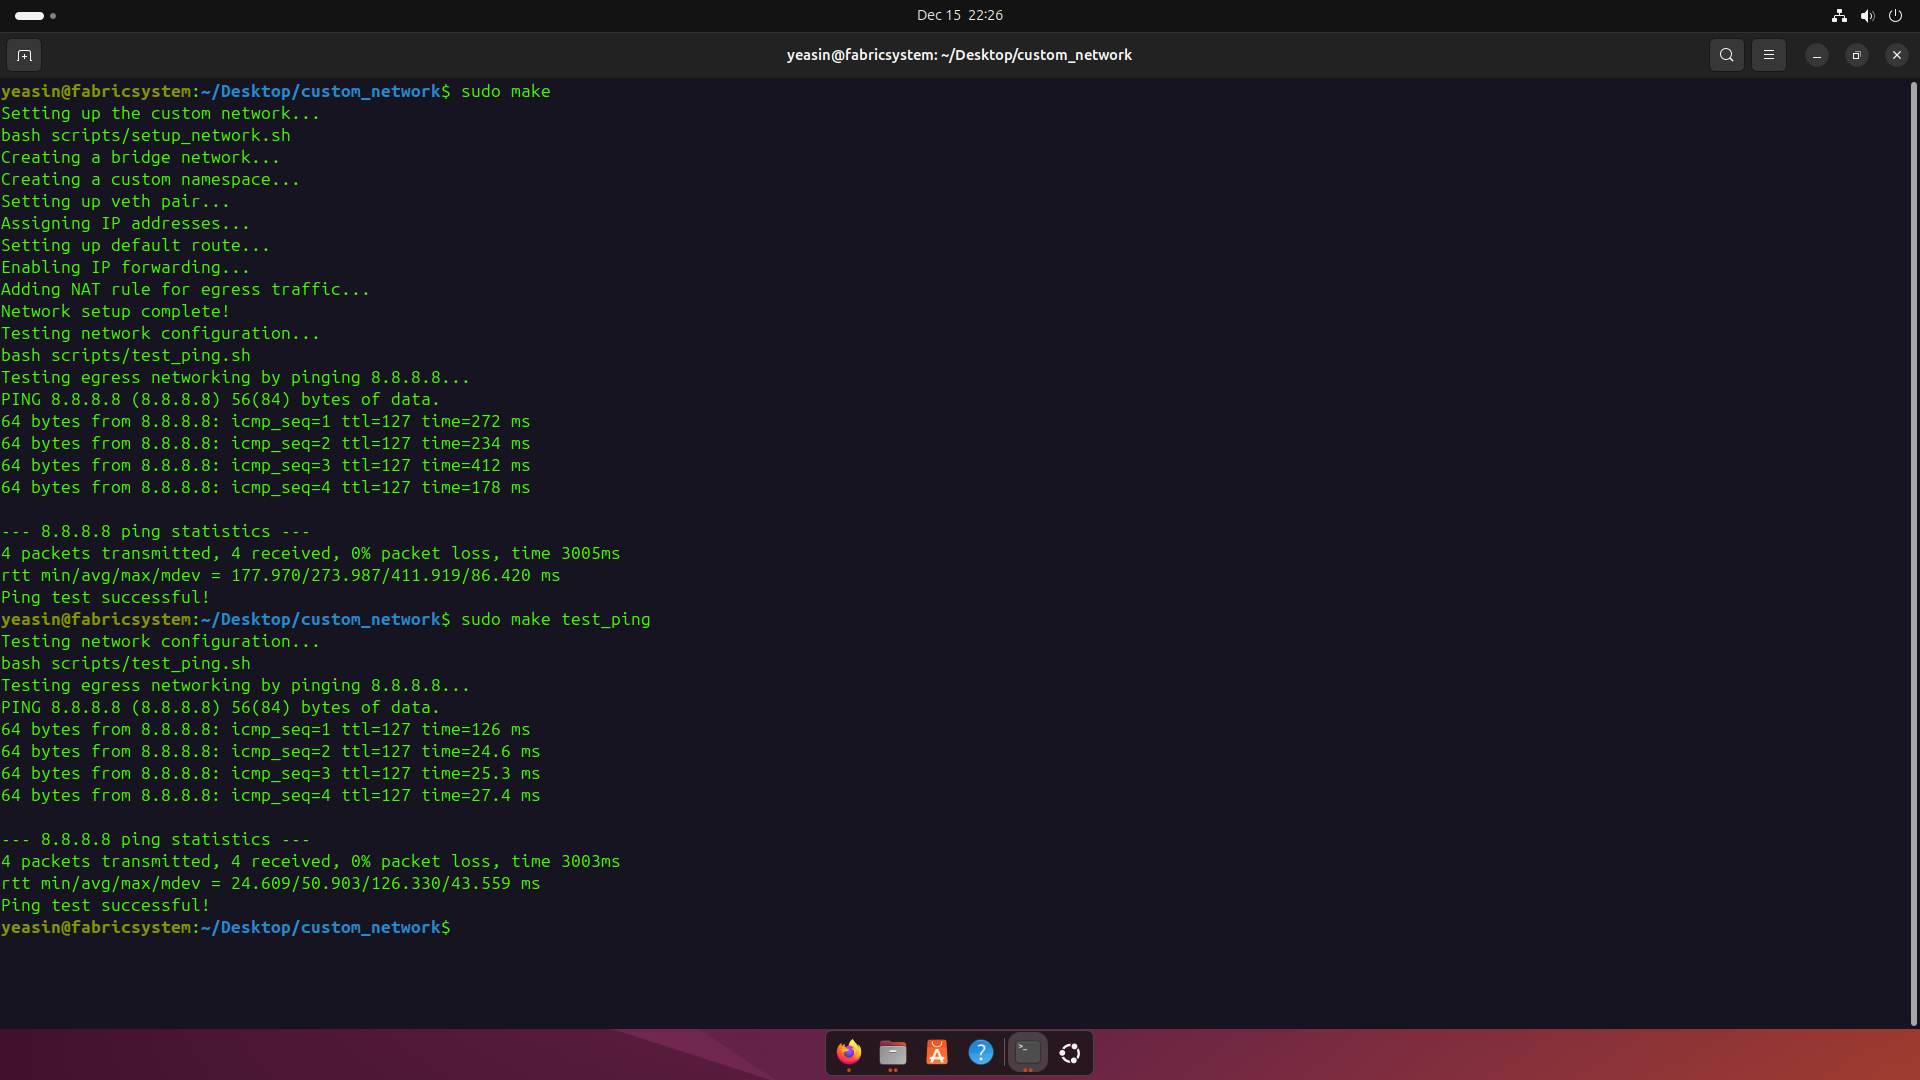 Dec 15 22:26
yeasin@fabricsystem: ~/Desktop/custom_network
yeasin@fabricsystem:~/Desktop/custom_network$ sudo make
Setting up the custom network...
bash scripts/setup_network.sh
Creating a bridge network...
Creating a custom namespace...
Setting up veth pair...
Assigning IP addresses...
Setting up default route...
Enabling IP forwarding...
Adding NAT rule for egress traffic...
Network setup complete!
Testing network configuration...
bash scripts/test_ping.sh
Testing egress networking by pinging 8.8.8.8...
PING 8.8.8.8 (8.8.8.8) 56(84) bytes of data.
64 bytes from 8.8.8.8: icmp_seq=1 ttl=127 time=272 ms
64 bytes from 8.8.8.8: icmp_seq=2 ttl=127 time=234 ms
64 bytes from 8.8.8.8: icmp_seq=3 ttl=127 time=412 ms
64 bytes from 8.8.8.8: icmp_seq=4 ttl=127 time=178 ms
--- 8.8.8.8 ping statistics ---
4 packets transmitted, 4 received, 0% packet loss, time 3005ms
rtt min/avg/max/mdev = 177.970/273.987/411.919/86.420 ms
Ping test successful!
yeasin@fabricsystem:~/Desktop/custom_network$ sudo make test_ping
Testing network configuration...
bash scripts/test_ping.sh
Testing egress networking by pinging 8.8.8.8...
PING 8.8.8.8 (8.8.8.8) 56(84) bytes of data.
64 bytes from 8.8.8.8: icmp_seq=1 ttl=127 time=126 ms
64 bytes from 8.8.8.8: icmp_seq=2 ttl=127 time=24.6 ms
64 bytes from 8.8.8.8: icmp_seq=3 ttl=127 time=25.3 ms
64 bytes from 8.8.8.8: icmp_seq=4 ttl=127 time=27.4 ms
--- 8.8.8.8 ping statistics ---
4 packets transmitted, 4 received, 0% packet loss, time 3003ms
rtt min/avg/max/mdev = 24.609/50.903/126.330/43.559 ms
Ping test successful!
yeasin@fabricsystem:~/Desktop/custom_network$